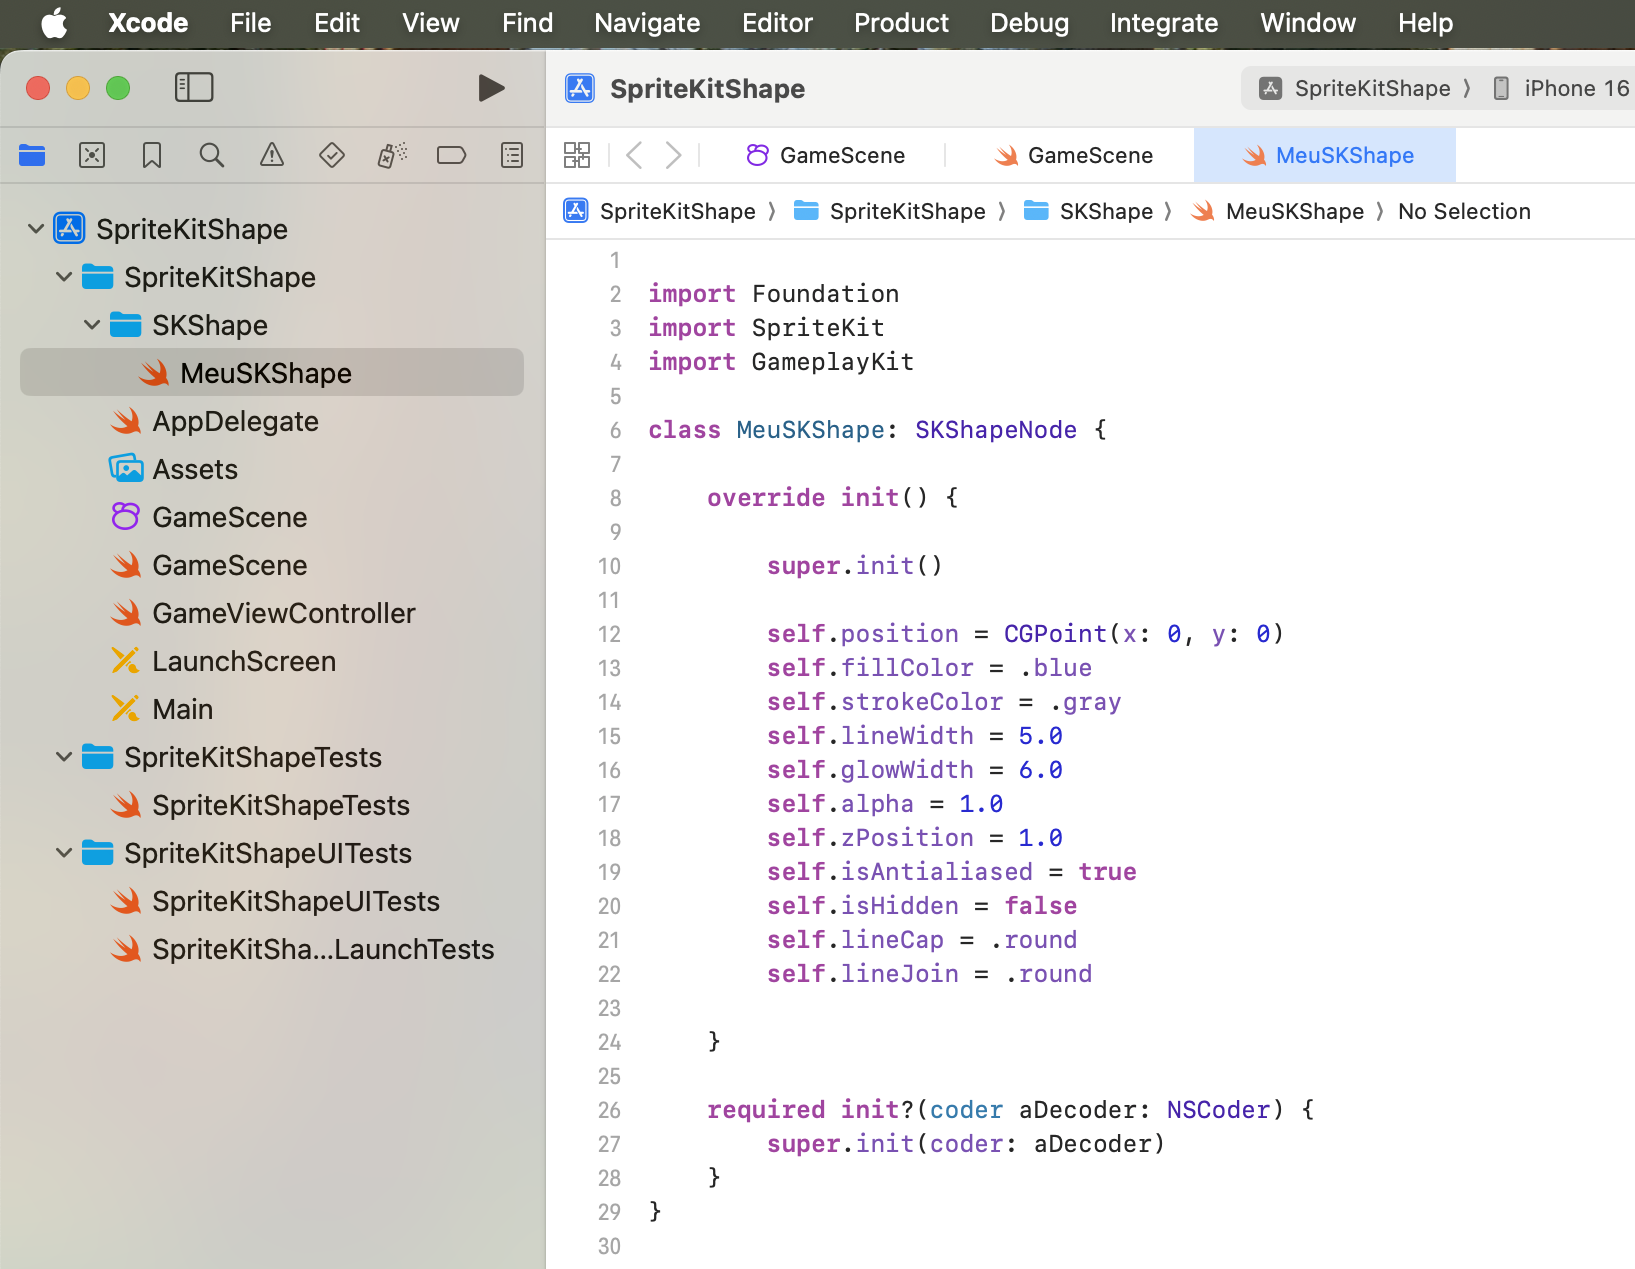 Xcode File Edit View Find Navigate Editor Product Debug Integrate Window Help
SpriteKitShape
SpriteKitShape 〉 iPhone 16
GameScene
GameScene
MeuSKShape
SpriteKitShape 〉 SpriteKitShape 〉 SKShape 〉 MeuSKShape 〉 No Selection
SpriteKitShape
SpriteKitShape
SKShape
MeuSKShape
AppDelegate
Assets
GameScene
GameScene
GameViewController
LaunchScreen
Main
SpriteKitShapeTests
SpriteKitShapeTests
SpriteKitShapeUITests
SpriteKitShapeUITests
SpriteKitSha...LaunchTests
1
2 import Foundation
3 import SpriteKit
4 import GameplayKit
5
6 class MeuSKShape: SKShapeNode {
7
8     override init() {
9
10         super.init()
11
12         self.position = CGPoint(x: 0, y: 0)
13         self.fillColor = .blue
14         self.strokeColor = .gray
15         self.lineWidth = 5.0
16         self.glowWidth = 6.0
17         self.alpha = 1.0
18         self.zPosition = 1.0
19         self.isAntialiased = true
20         self.isHidden = false
21         self.lineCap = .round
22         self.lineJoin = .round
23
24     }
25
26     required init?(coder aDecoder: NSCoder) {
27         super.init(coder: aDecoder)
28     }
29 }
30